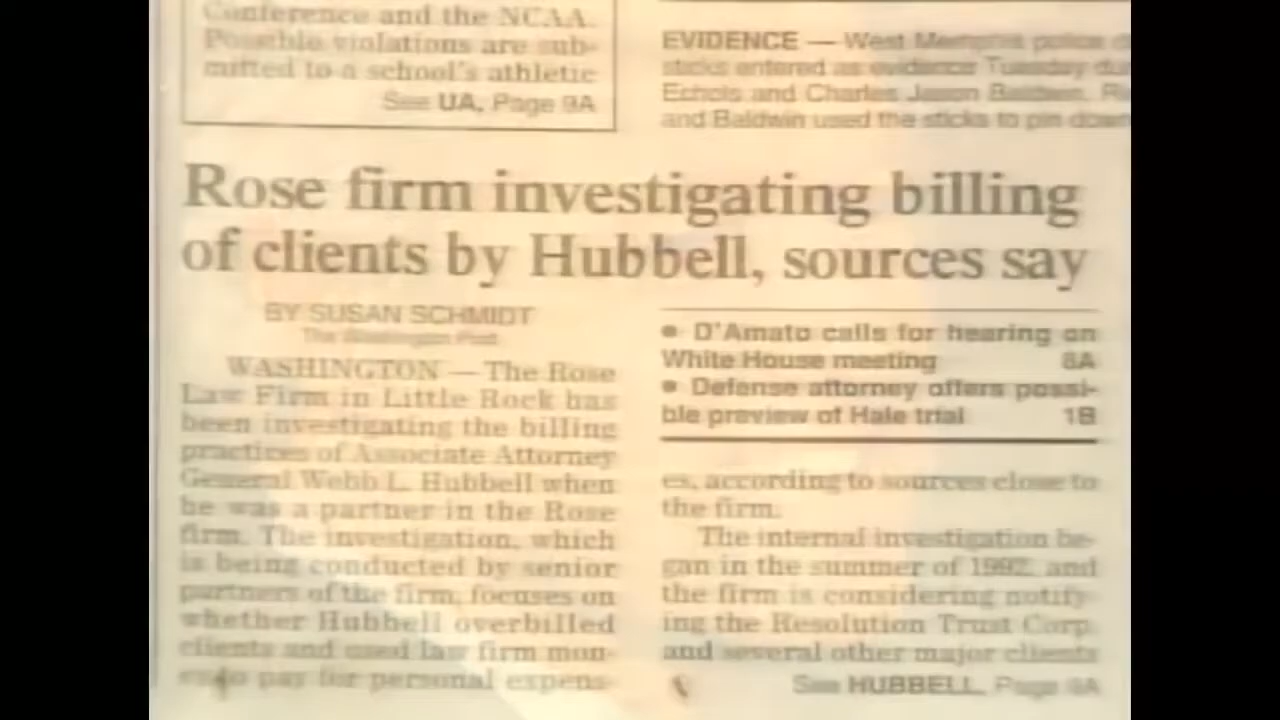 Conference and the NCAA.
Possible violations are sub-
mitted to a school's athletic
See UA, Page 9A
EVIDENCE — West Memphis police
sticks entered as evidence Tuesday
Echols and Charles Jason Baldwin.
and Baldwin used the sticks to pin down
Rose firm investigating billing
of clients by Hubbell, sources say
BY SUSAN SCHMIDT
The Washington Post
WASHINGTON — The Rose
Law Firm in Little Rock has
been investigating the billing
practices of Associate Attorney
General Webb L. Hubbell when
he was a partner in the Rose
firm. The investigation, which
is being conducted by senior
partners of the firm, focuses on
whether Hubbell overbilled
clients and used law firm mon-
ey to pay for personal expens-
• D'Amato calls for hearing on
White House meeting 8A
• Defense attorney offers possi-
ble preview of Hale trial 1B
es, according to sources close to
the firm.
The internal investigation be-
gan in the summer of 1992, and
the firm is considering notify-
ing the Resolution Trust Corp.
and several other major clients
See HUBBELL, Page 9A